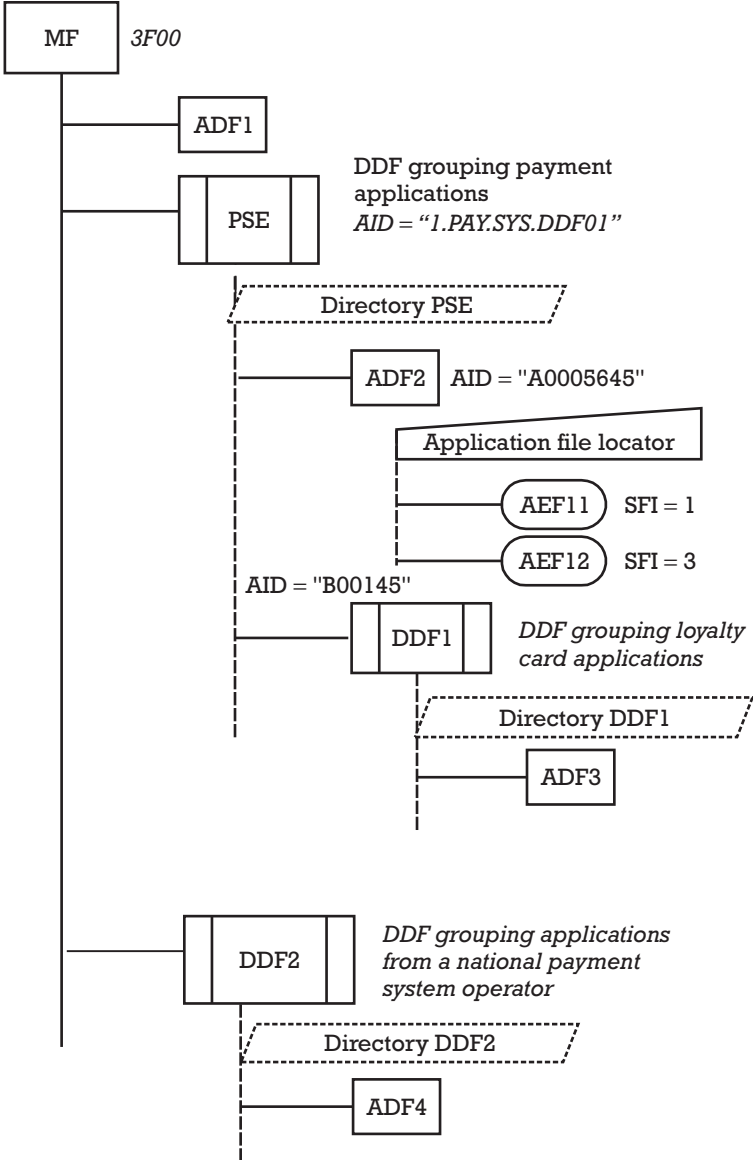 MF 3F00
ADF1
DDF grouping payment
applications
AID = “1.PAY.SYS.DDF01”
PSE
Directory PSE
ADF2 AID = "A0005645"
Application file locator
AEF11 SFI = 1
AEF12 SFI = 3
AID = "B00145"
DDF1
DDF grouping loyalty
card applications
Directory DDF1
ADF3
DDF2
DDF grouping applications
from a national payment
system operator
Directory DDF2
ADF4